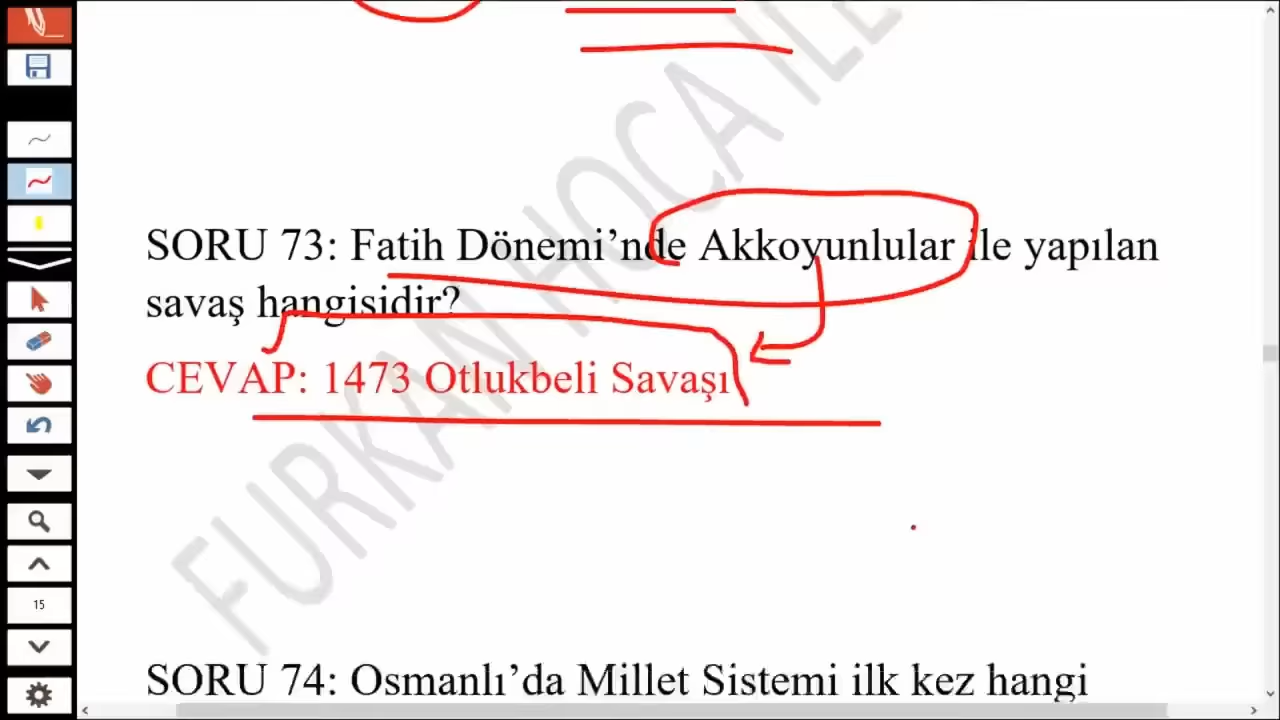 SORU 73: Fatih Dönemi’nde Akkoyunlular ile yapılan
savaş hangisidir?
CEVAP: 1473 Otlukbeli Savaşı
FURKAN HOCA İLE
15
SORU 74: Osmanlı’da Millet Sistemi ilk kez hangi